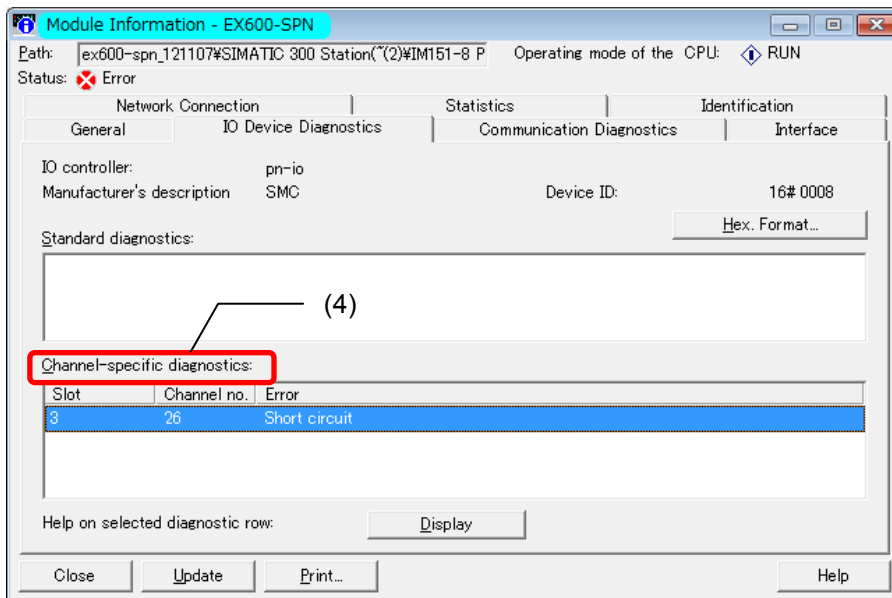 Module Information - EX600-SPN
Path: ex600-spn_121107¥SIMATIC 300 Station(~(2)¥IM151-8 P Operating mode of the CPU: RUN
Status: Error
Network Connection Statistics Identification
General IO Device Diagnostics Communication Diagnostics Interface
IO controller: pn-io
Manufacturer's description SMC Device ID: 16# 0008
Hex. Format...
Standard diagnostics:
(4)
Channel-specific diagnostics:
Slot Channel no. Error
3 26 Short circuit
Help on selected diagnostic row: Display
Close Update Print... Help